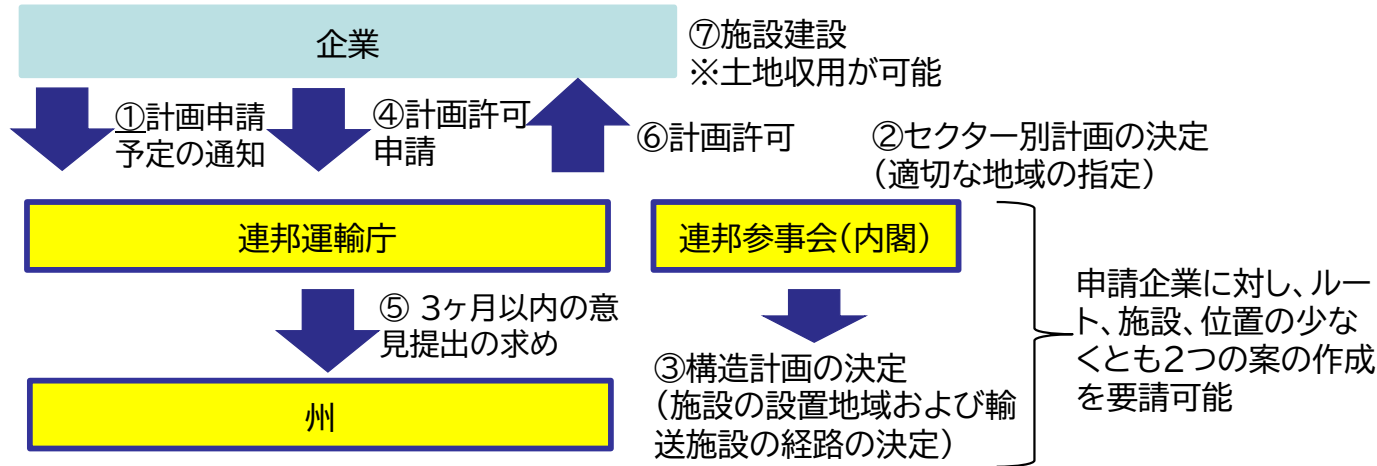 企業
⑦施設建設
※土地収用が可能
①計画申請
予定の通知
④計画許可
申請
⑥計画許可
②セクター別計画の決定
（適切な地域の指定）
連邦運輸庁
連邦参事会（内閣）
⑤ 3ヶ月以内の意
見提出の求め
③構造計画の決定
（施設の設置地域および輸
送施設の経路の決定）
申請企業に対し、ルー
ト、施設、位置の少な
くとも２つの案の作成
を要請可能
州